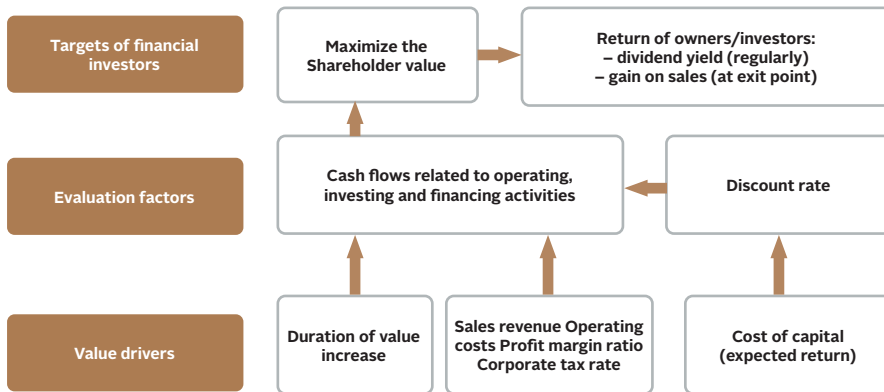 Targets of financial
investors
Maximize the
Shareholder value
Return of owners/investors:
– dividend yield (regularly)
– gain on sales (at exit point)
Evaluation factors
Cash flows related to operating,
investing and financing activities
Discount rate
Value drivers
Duration of value
increase
Sales revenue Operating
costs Profit margin ratio
Corporate tax rate
Cost of capital
(expected return)